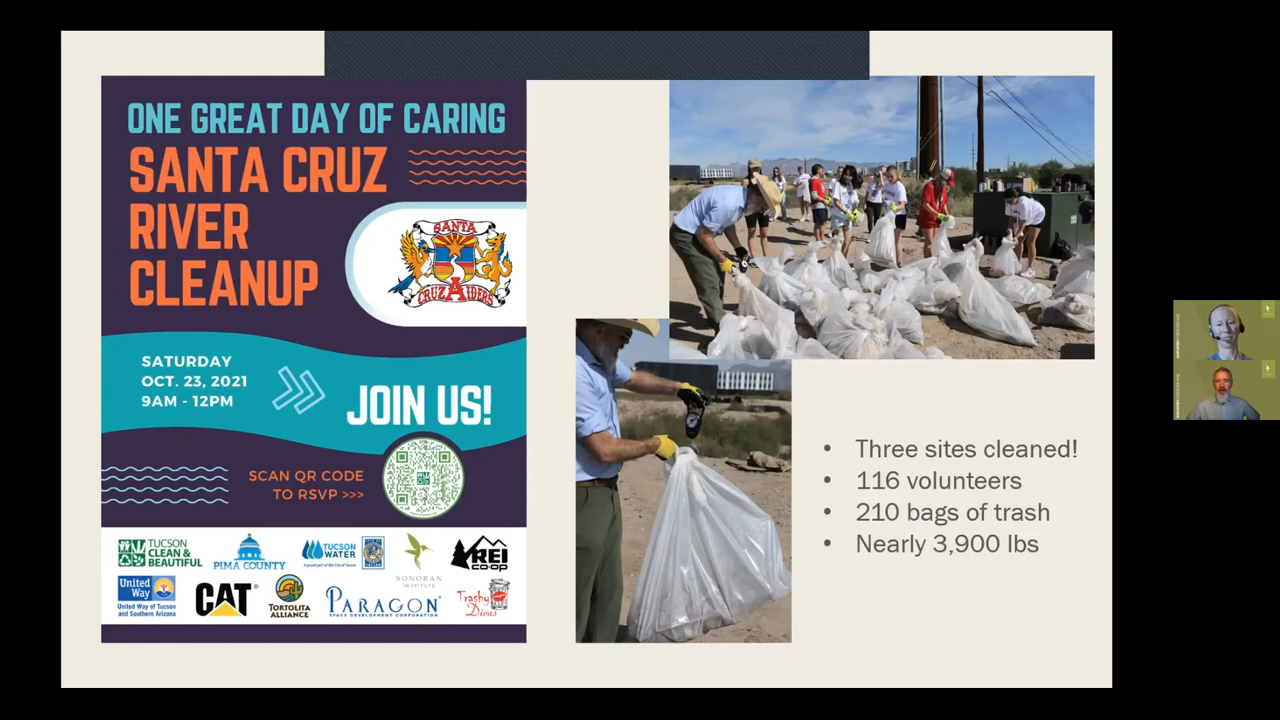 ONE GREAT DAY OF CARING
SANTA CRUZ
RIVER
CLEANUP
SANTA
CRUZ AIDERS
SATURDAY
OCT. 23, 2021
9AM - 12PM
JOIN US!
SCAN QR CODE
TO RSVP >>>
TUCSON
CLEAN &
BEAUTIFUL
PIMA COUNTY
TUCSON
WATER
SONORAN
INSTITUTE
REI
co-op
United
Way
United Way of Tucson
and Southern Arizona
CAT
TORTOLITA
ALLIANCE
PARAGON
SPACE DEVELOPMENT CORPORATION
Trashy
Divas
• Three sites cleaned!
• 116 volunteers
• 210 bags of trash
• Nearly 3,900 lbs